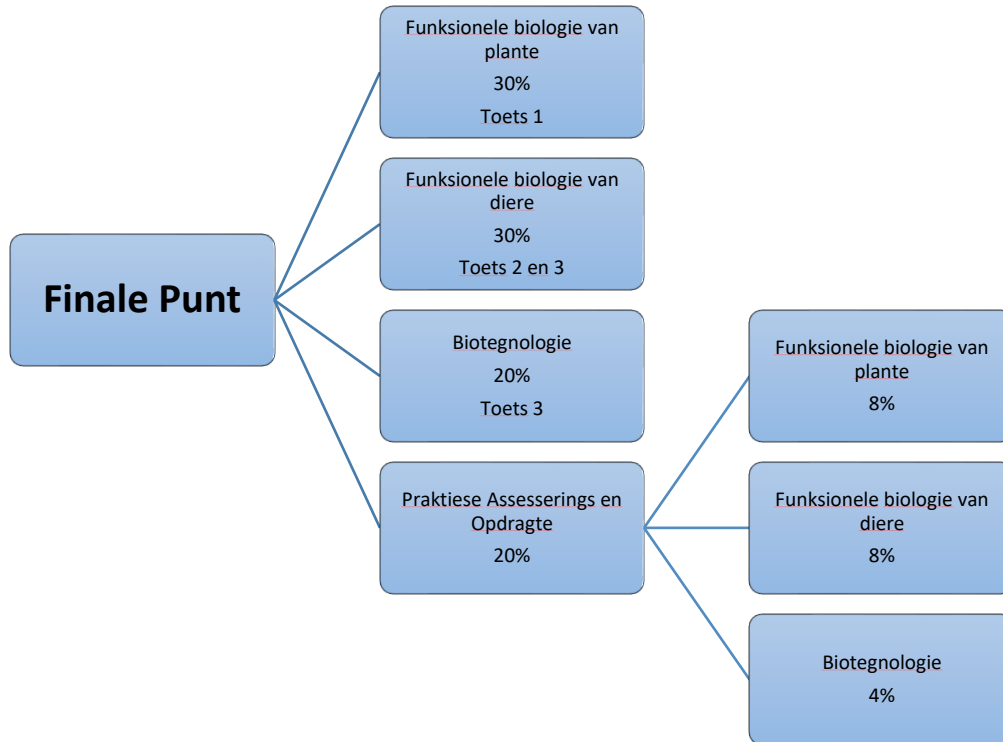 Finale Punt
Funksionele biologie van
plante
30%
Toets 1
Funksionele biologie van
diere
30%
Toets 2 en 3
Biotegnologie
20%
Toets 3
Praktiese Assesserings en
Opdragte
20%
Funksionele biologie van
plante
8%
Funksionele biologie van
diere
8%
Biotegnologie
4%